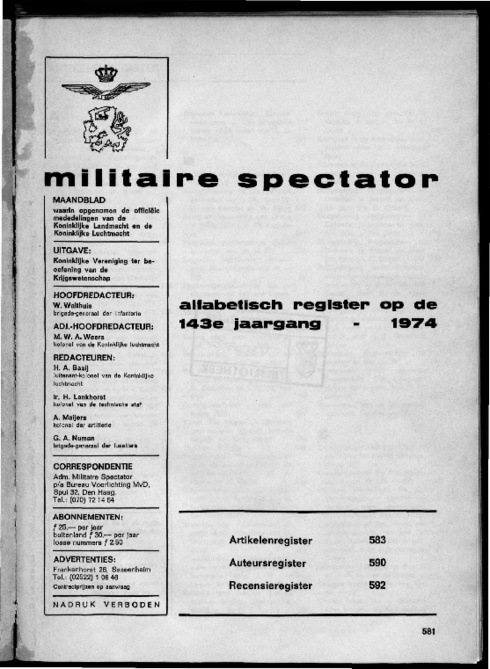 militaire spectator
MAANDBLAD
waarin opgenomen de officiële
mededelingen van de
Koninklijke Landmacht en de
Koninklijke Luchtmacht
UITGAVE:
Koninklijke Vereniging ter be-
oefening van de
Krijgswetenschap
HOOFDREDACTEUR:
W. Walthuis
brigade-generaal der infanterie
ADJ.-HOOFDREDACTEUR:
M. W. A. Weers
kolonel van de Koninklijke luchtmacht
REDACTEUREN:
H. A. Basij
luitenant-kolonel van de Koninklijke
luchtmacht
Ir. H. Lankhorst
kolonel van de technische staf
A. Meijers
kolonel der artillerie
G. A. Numan
brigade-generaal der fuseliers
CORRESPONDENTIE
Adm. Militaire Spectator
p/a Bureau Voorlichting MvD,
Spui 32, Den Haag.
Tel.: (070) 72 14 64
ABONNEMENTEN:
ƒ 25,— per jaar
buitenland ƒ 30,— per jaar
losse nummers ƒ 2,50
ADVERTENTIES:
Frankenhorst 26, Sassenheim
Tel.: (02522) 1 06 46
Contractprijzen op aanvraag
NADRUK VERBODEN
alfabetisch register op de
143e jaargang - 1974
Artikelenregister 583
Auteursregister 590
Recensieregister 592
581